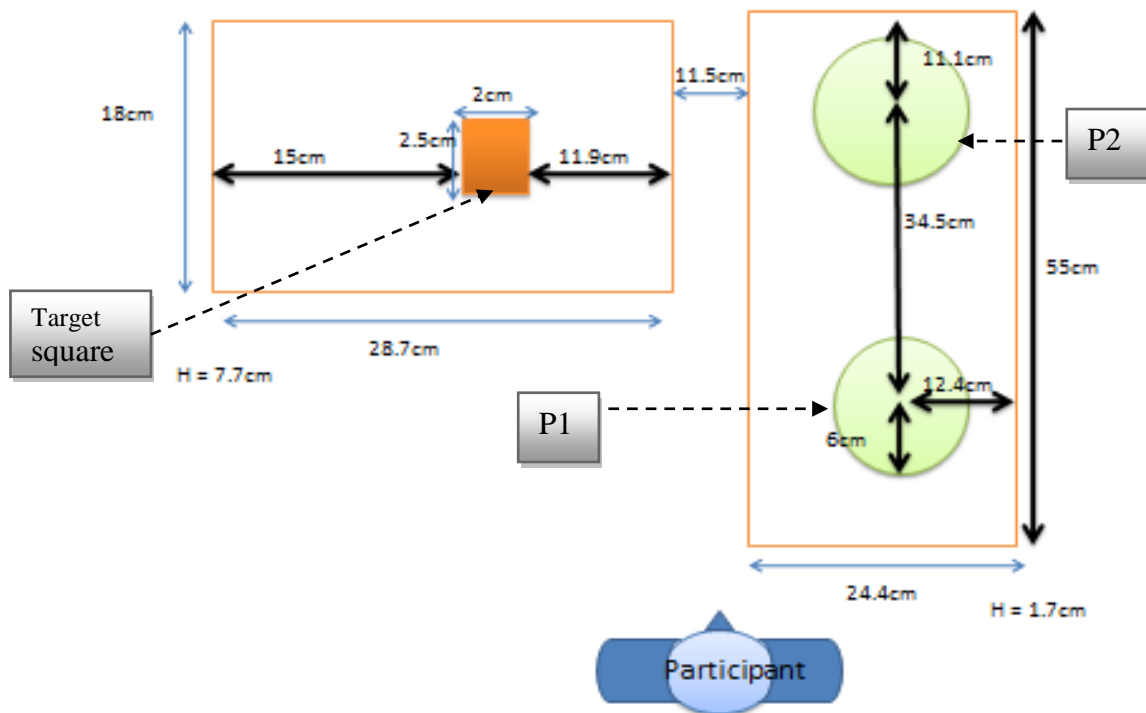 11.1cm
11.5cm
2cm
18cm
P2
2.5cm
15cm
11.9cm
34.5cm
55cm
Target
square
28.7cm
H = 7.7cm
12.4cm
P1
6cm
24.4cm
H = 1.7cm
Participant